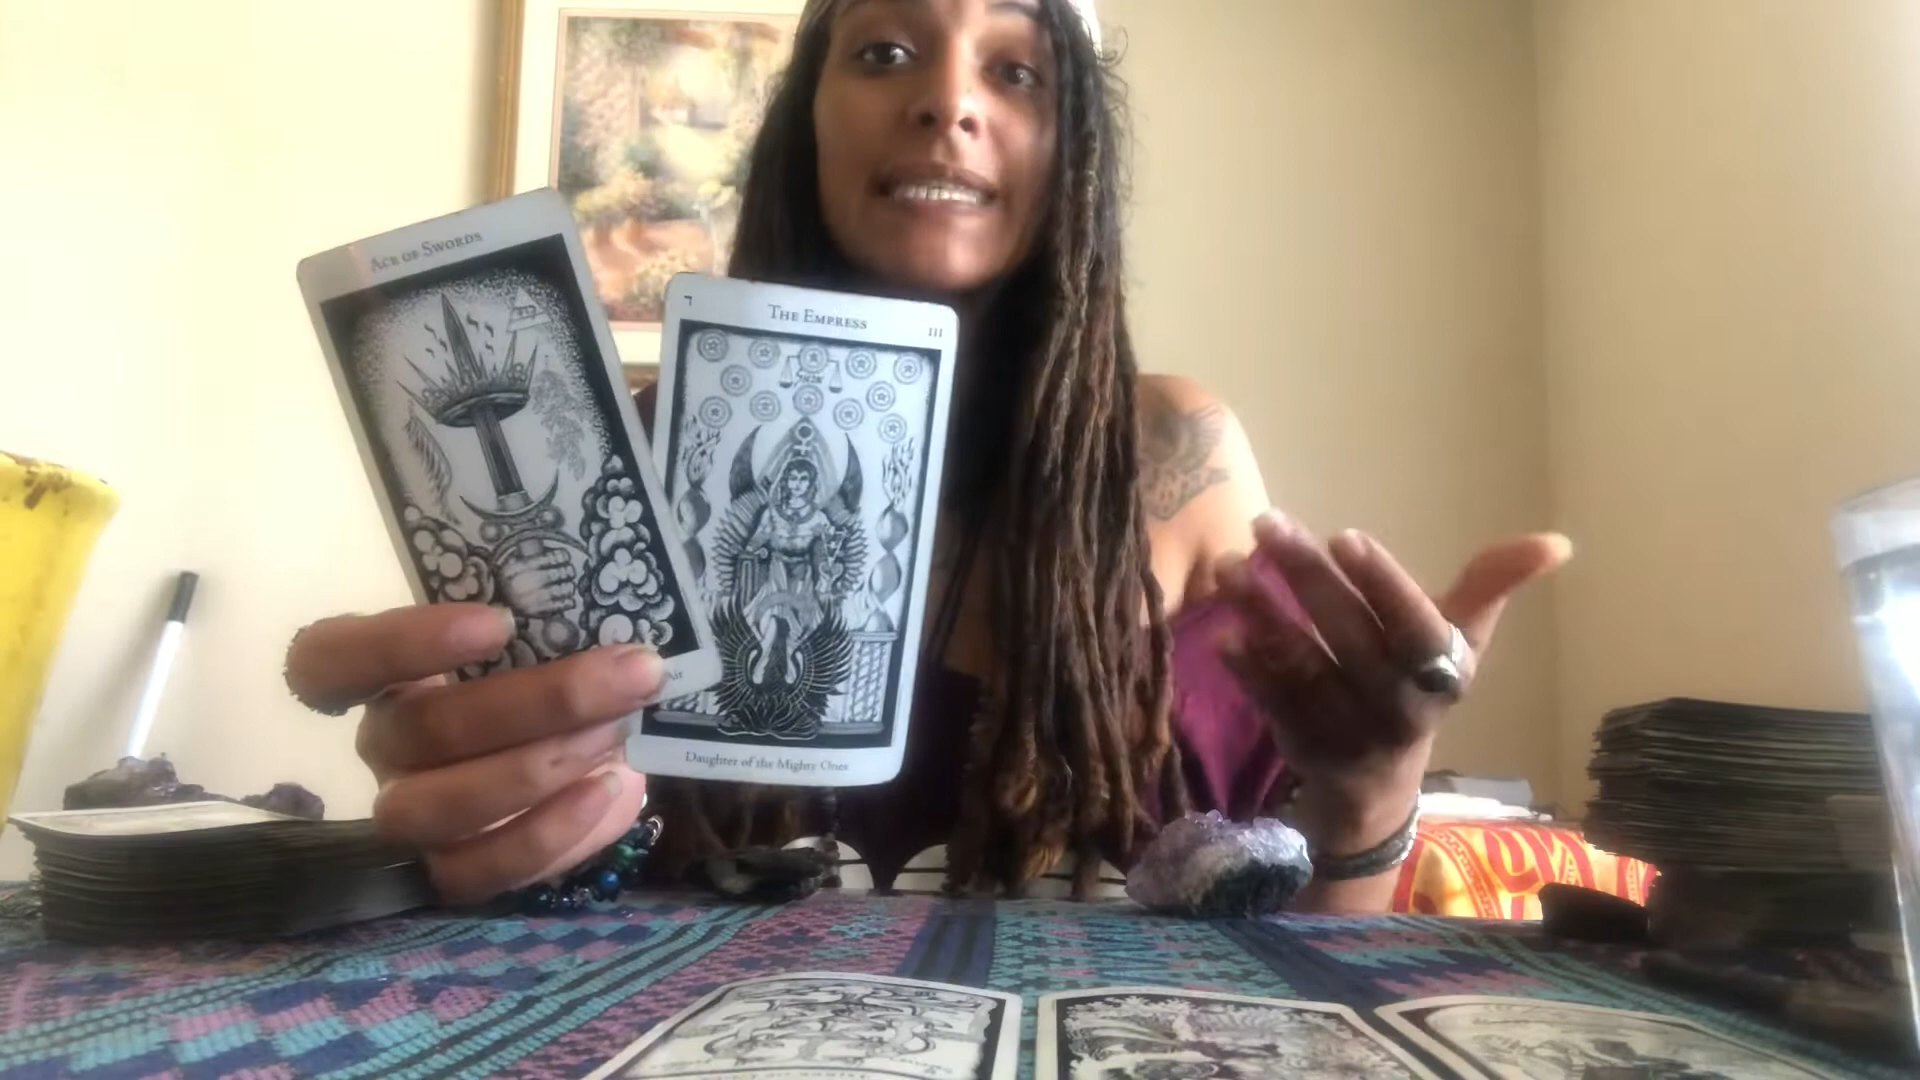 Ace of Swords
Air
The Empress
III
Daughter of the Mighty Ones